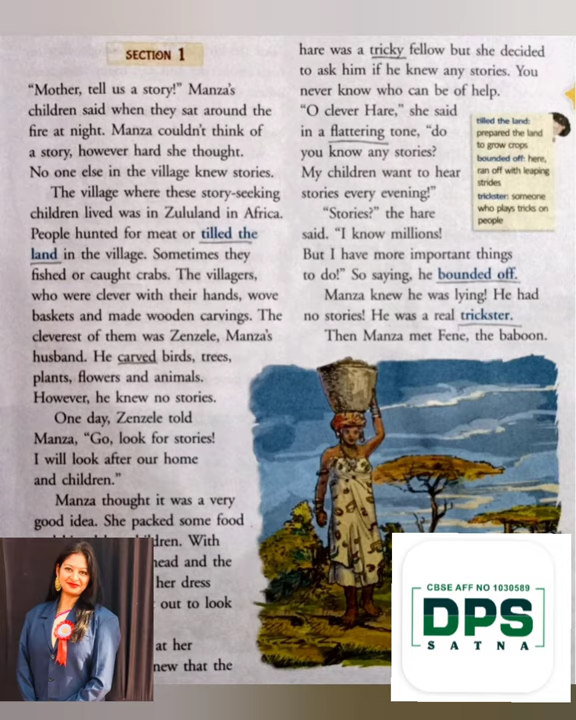 SECTION 1
“Mother, tell us a story!” Manza’s
children said when they sat around the
fire at night. Manza couldn’t think of
a story, however hard she thought.
No one else in the village knew stories.
The village where these story-seeking
children lived was in Zululand in Africa.
People hunted for meat or tilled the
land in the village. Sometimes they
fished or caught crabs. The villagers,
who were clever with their hands, wove
baskets and made wooden carvings. The
cleverest of them was Zenzele, Manza’s
husband. He carved birds, trees,
plants, flowers and animals.
However, he knew no stories.
One day, Zenzele told
Manza, “Go, look for stories!
I will look after our home
and children.”
Manza thought it was a very
good idea. She packed some food
With
head and the
her dress
out to look
at her
the
hare was a tricky fellow but she decided
to ask him if he knew any stories. You
never know who can be of help.
“O clever Hare,” she said
in a flattering tone, “do
you know any stories?
My children want to hear
stories every evening!”
“Stories?” the hare
said. “I know millions!
But I have more important things
to do!” So saying, he bounded off.
Manza knew he was lying! He had
no stories! He was a real trickster.
Then Manza met Fene, the baboon.
tilled the land:
prepared the land
to grow crops
bounded off: here,
ran off with leaping
strides
trickster: someone
who plays tricks on
people
CBSE AFF NO 1030589
DPS
SATNA